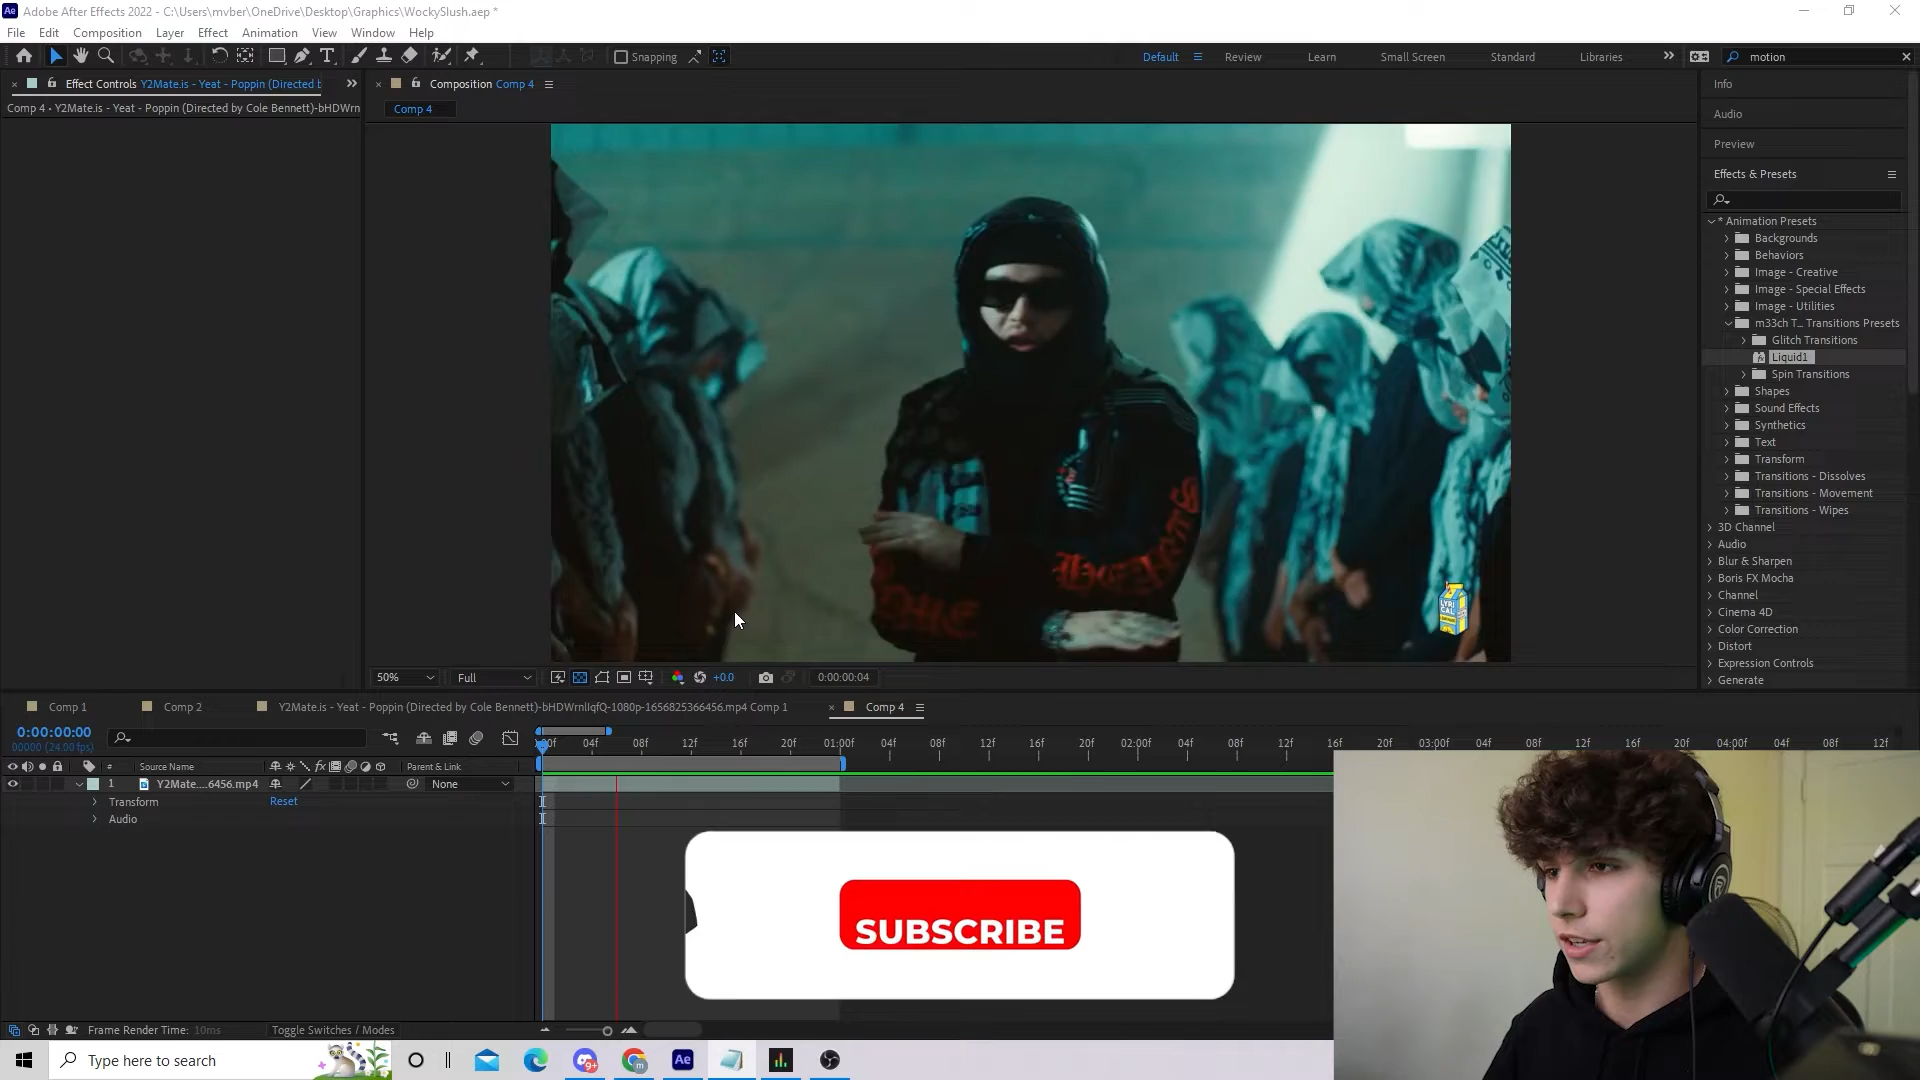 Adobe After Effects 2022 - C:\Users\mvber\OneDrive\Desktop\Graphics\WockySlush.aep *
File Edit Composition Layer Effect Animation View Window Help
Snapping
Default Review Learn Small Screen Standard Libraries
motion
Effect Controls Y2Mate.is - Yeat - Poppin (Directed b
Composition Comp 4
Comp 4 • Y2Mate.is - Yeat - Poppin (Directed by Cole Bennett)-bHDWrn
Comp 4
LYRI
CAL
Info
Audio
Preview
Effects & Presets
* Animation Presets
Backgrounds
Behaviors
Image - Creative
Image - Special Effects
Image - Utilities
m33ch T... Transitions Presets
Glitch Transitions
Liquid1
Spin Transitions
Shapes
Sound Effects
Synthetics
Text
Transform
Transitions - Dissolves
Transitions - Movement
Transitions - Wipes
3D Channel
Audio
Blur & Sharpen
Boris FX Mocha
Channel
Cinema 4D
Color Correction
Distort
Expression Controls
Generate
50% Full +0.0 0:00:00:04
Comp 1 Comp 2 Y2Mate.is - Yeat - Poppin (Directed by Cole Bennett)-bHDWrnlIqfQ-1080p-1656825366456.mp4 Comp 1 Comp 4
0:00:00:00
00000 (24.00 fps)
:00f 04f 08f 12f 16f 20f 01:00f 04f 08f 12f 16f 20f 02:00f 04f 08f 12f 16f 20f 03:00f 04f 08f 12f 16f 20f 04:00f 04f 08f 12f
# Source Name Parent & Link
1 Y2Mate....6456.mp4 None
Transform Reset
Audio
SUBSCRIBE
Frame Render Time: 10ms Toggle Switches / Modes
Type here to search
9+
Ae